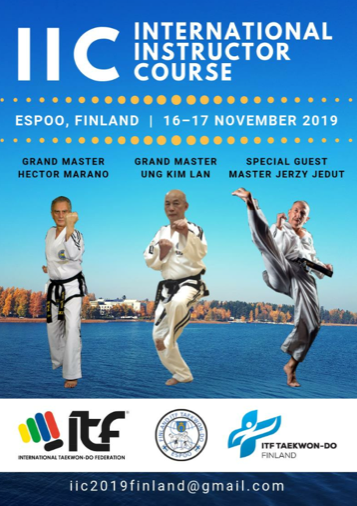 IIC
INTERNATIONAL
INSTRUCTOR
COURSE
ESPOO, FINLAND | 16–17 NOVEMBER 2019
GRAND MASTER
HECTOR MARANO
GRAND MASTER
UNG KIM LAN
SPECIAL GUEST
MASTER JERZY JEDUT
itf
INTERNATIONAL TAEKWON-DO FEDERATION
ESPOO
ITF TAEKWON-DO
FINLAND
iic2019finland@gmail.com